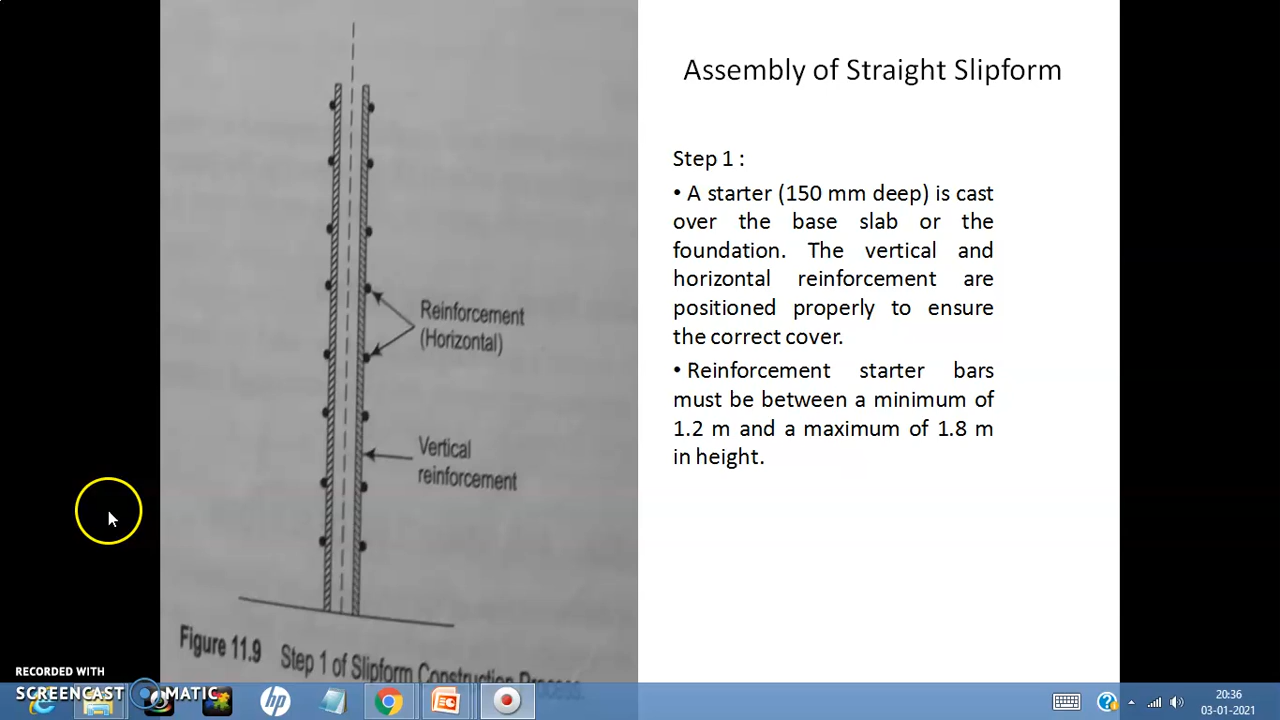 Assembly of Straight Slipform
Step 1 :
• A starter (150 mm deep) is cast
over the base slab or the
foundation. The vertical and
horizontal reinforcement are
positioned properly to ensure
the correct cover.
• Reinforcement starter bars
must be between a minimum of
1.2 m and a maximum of 1.8 m
in height.
Reinforcement
(Horizontal)
Vertical
reinforcement
Figure 11.9 Step 1 of Slipform Construction Process.
RECORDED WITH
SCREENCAST MATIC
hp
20:36
03-01-2021